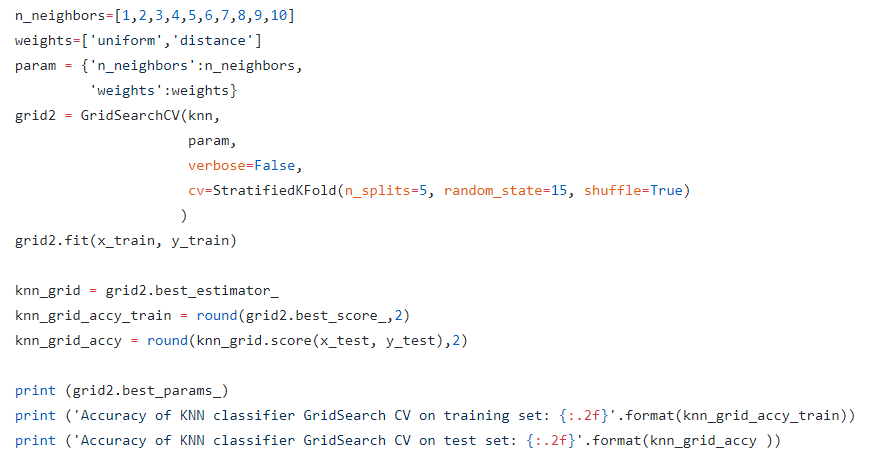 n_neighbors=[1,2,3,4,5,6,7,8,9,10]
weights=['uniform','distance']
param = {'n_neighbors':n_neighbors,
         'weights':weights}
grid2 = GridSearchCV(knn,
                     param,
                     verbose=False,
                     cv=StratifiedKFold(n_splits=5, random_state=15, shuffle=True)
                    )
grid2.fit(x_train, y_train)

knn_grid = grid2.best_estimator_
knn_grid_accy_train = round(grid2.best_score_,2)
knn_grid_accy = round(knn_grid.score(x_test, y_test),2)

print (grid2.best_params_)
print ('Accuracy of KNN classifier GridSearch CV on training set: {:.2f}'.format(knn_grid_accy_train))
print ('Accuracy of KNN classifier GridSearch CV on test set: {:.2f}'.format(knn_grid_accy ))